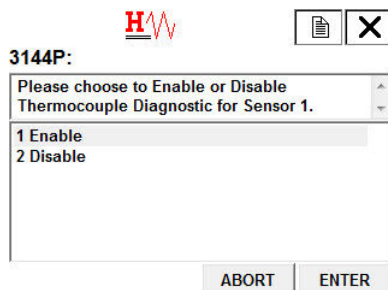 H
3144P:
Please choose to Enable or Disable
Thermocouple Diagnostic for Sensor 1.
1 Enable
2 Disable
ABORT ENTER